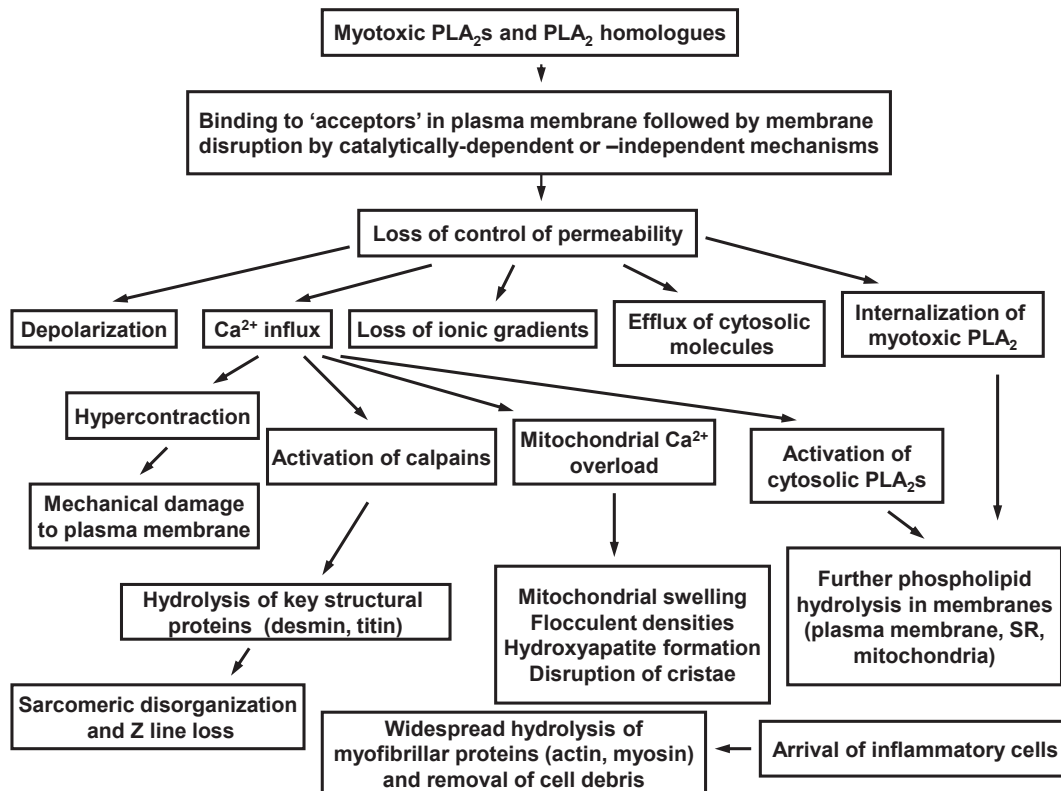 Myotoxic PLA₂s and PLA₂ homologues
Binding to ‘acceptors’ in plasma membrane followed by membrane
disruption by catalytically-dependent or –independent mechanisms
Loss of control of permeability
Depolarization
Ca²⁺ influx
Loss of ionic gradients
Efflux of cytosolic
molecules
Internalization of
myotoxic PLA₂
Hypercontraction
Activation of calpains
Mitochondrial Ca²⁺
overload
Activation of
cytosolic PLA₂s
Mechanical damage
to plasma membrane
Hydrolysis of key structural
proteins (desmin, titin)
Mitochondrial swelling
Flocculent densities
Hydroxyapatite formation
Disruption of cristae
Further phospholipid
hydrolysis in membranes
(plasma membrane, SR,
mitochondria)
Sarcomeric disorganization
and Z line loss
Widespread hydrolysis of
myofibrillar proteins (actin, myosin)
and removal of cell debris
Arrival of inflammatory cells